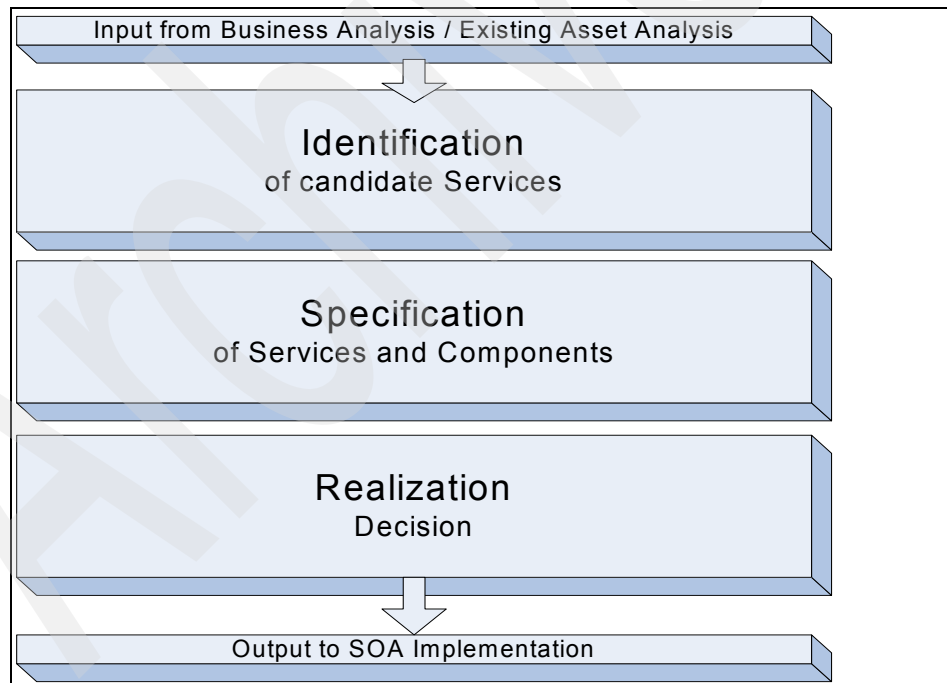 Input from Business Analysis / Existing Asset Analysis
Identification
of candidate Services
Specification
of Services and Components
Realization
Decision
Output to SOA Implementation